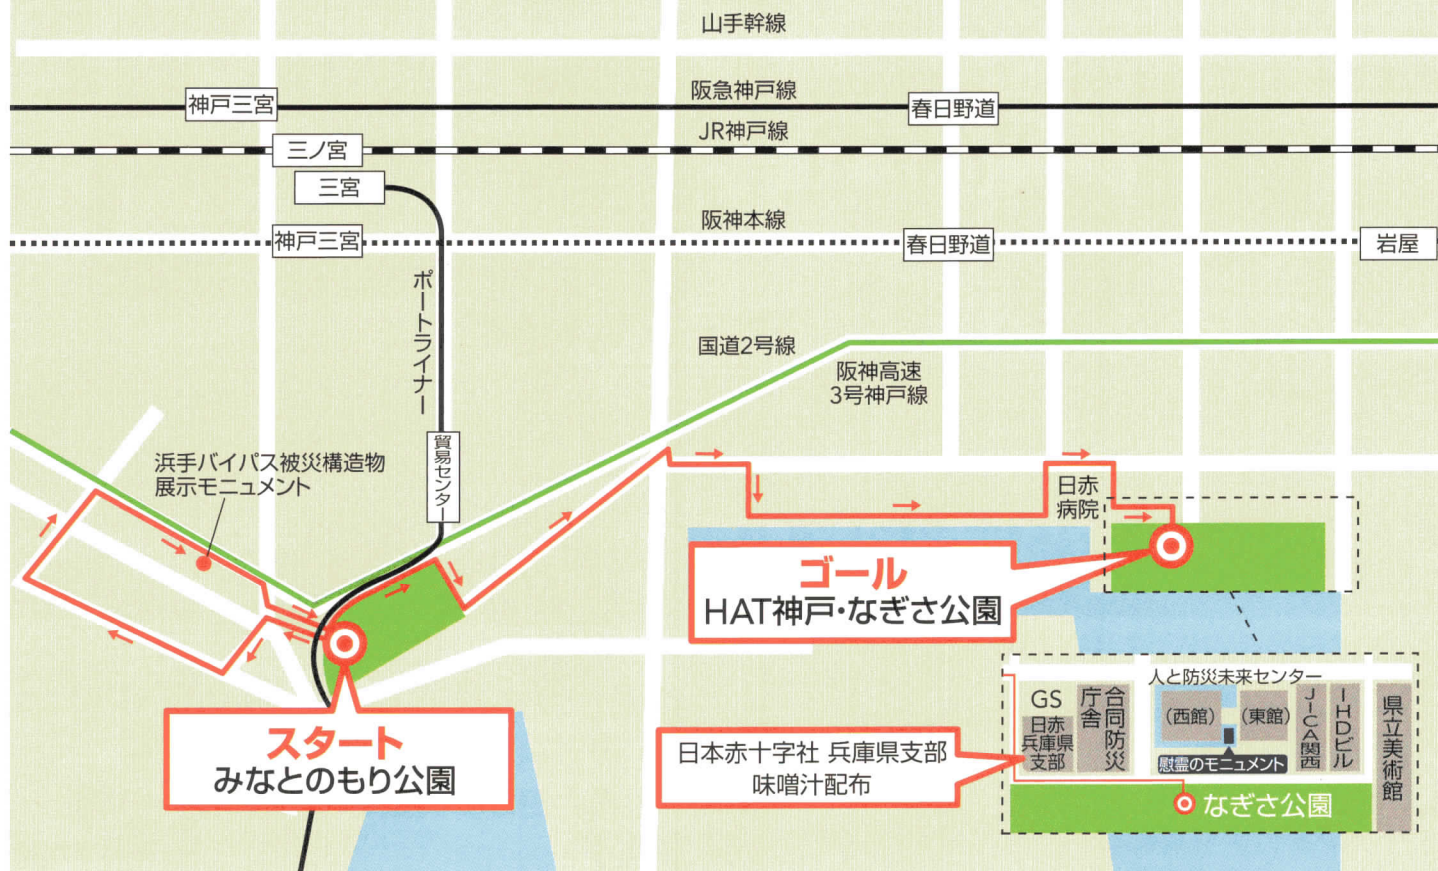 山手幹線
阪急神戸線
神戸三宮
春日野道
JR神戸線
三ノ宮
三宮
阪神本線
神戸三宮
春日野道
岩屋
ポートライナー
国道2号線
阪神高速
3号神戸線
貿易センター
浜手バイパス被災構造物
展示モニュメント
日赤
病院
ゴール
HAT神戸・なぎさ公園
スタート
みなとのもり公園
日本赤十字社 兵庫県支部
味噌汁配布
人と防災未来センター
GS
日赤
兵庫県
支部
合同防災
庁舎
(西館)
(東館)
慰霊のモニュメント
JICA関西
IHDビル
県立美術館
なぎさ公園